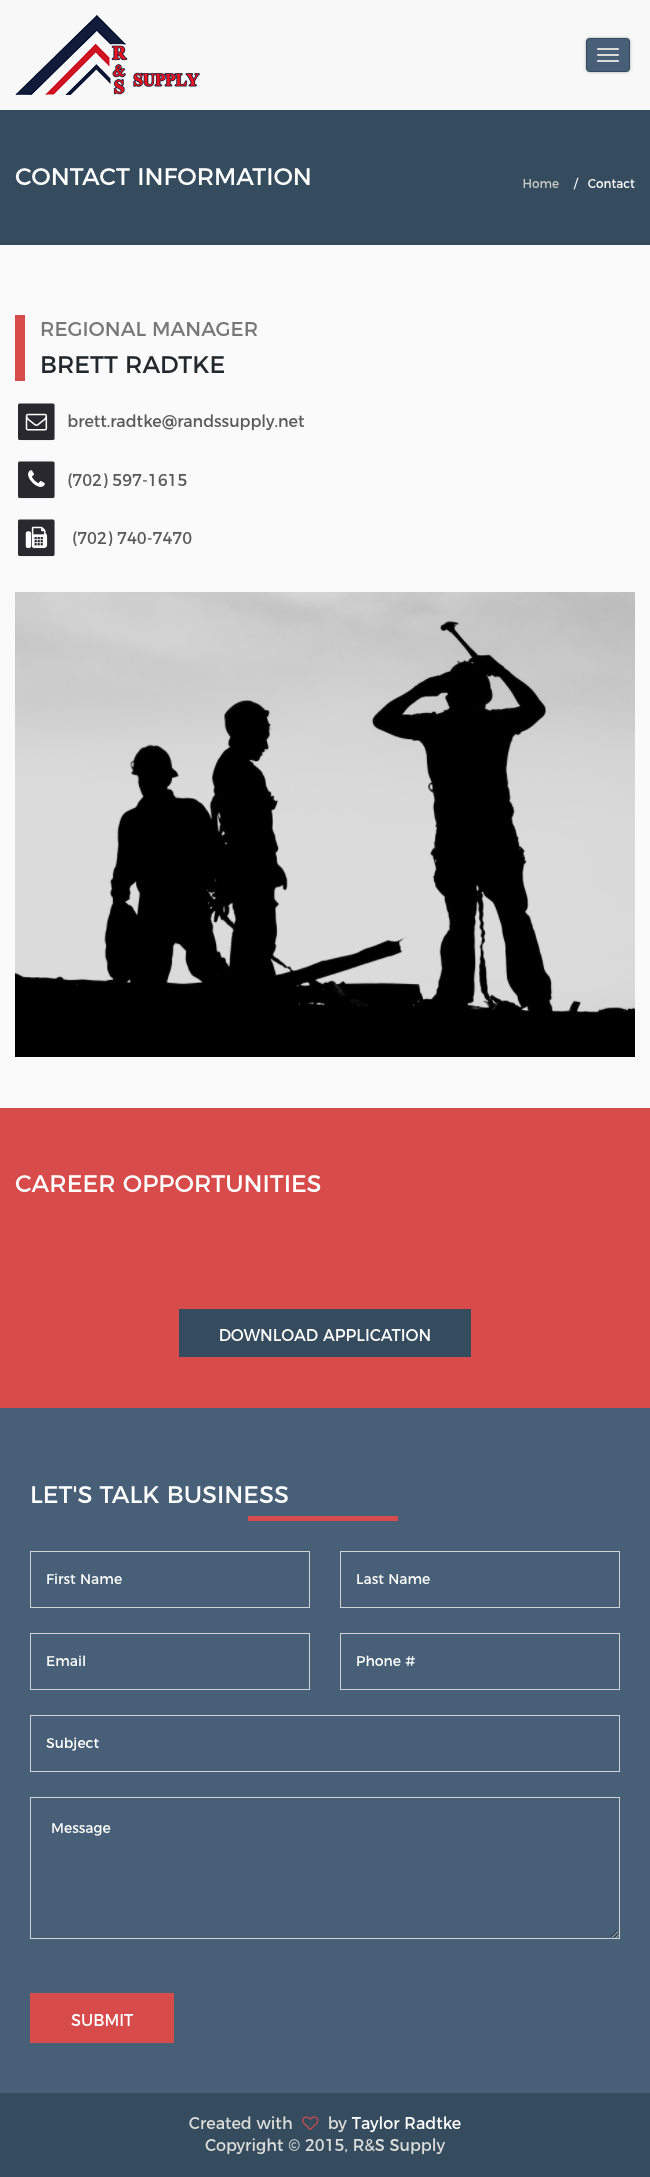 R
&
S SUPPLY
CONTACT INFORMATION
Home / Contact
REGIONAL MANAGER
BRETT RADTKE
brett.radtke@randssupply.net
(702) 597-1615
(702) 740-7470
CAREER OPPORTUNITIES
DOWNLOAD APPLICATION
LET'S TALK BUSINESS
First Name
Last Name
Email
Phone #
Subject
Message
SUBMIT
Created with ♡ by Taylor Radtke
Copyright © 2015, R&S Supply